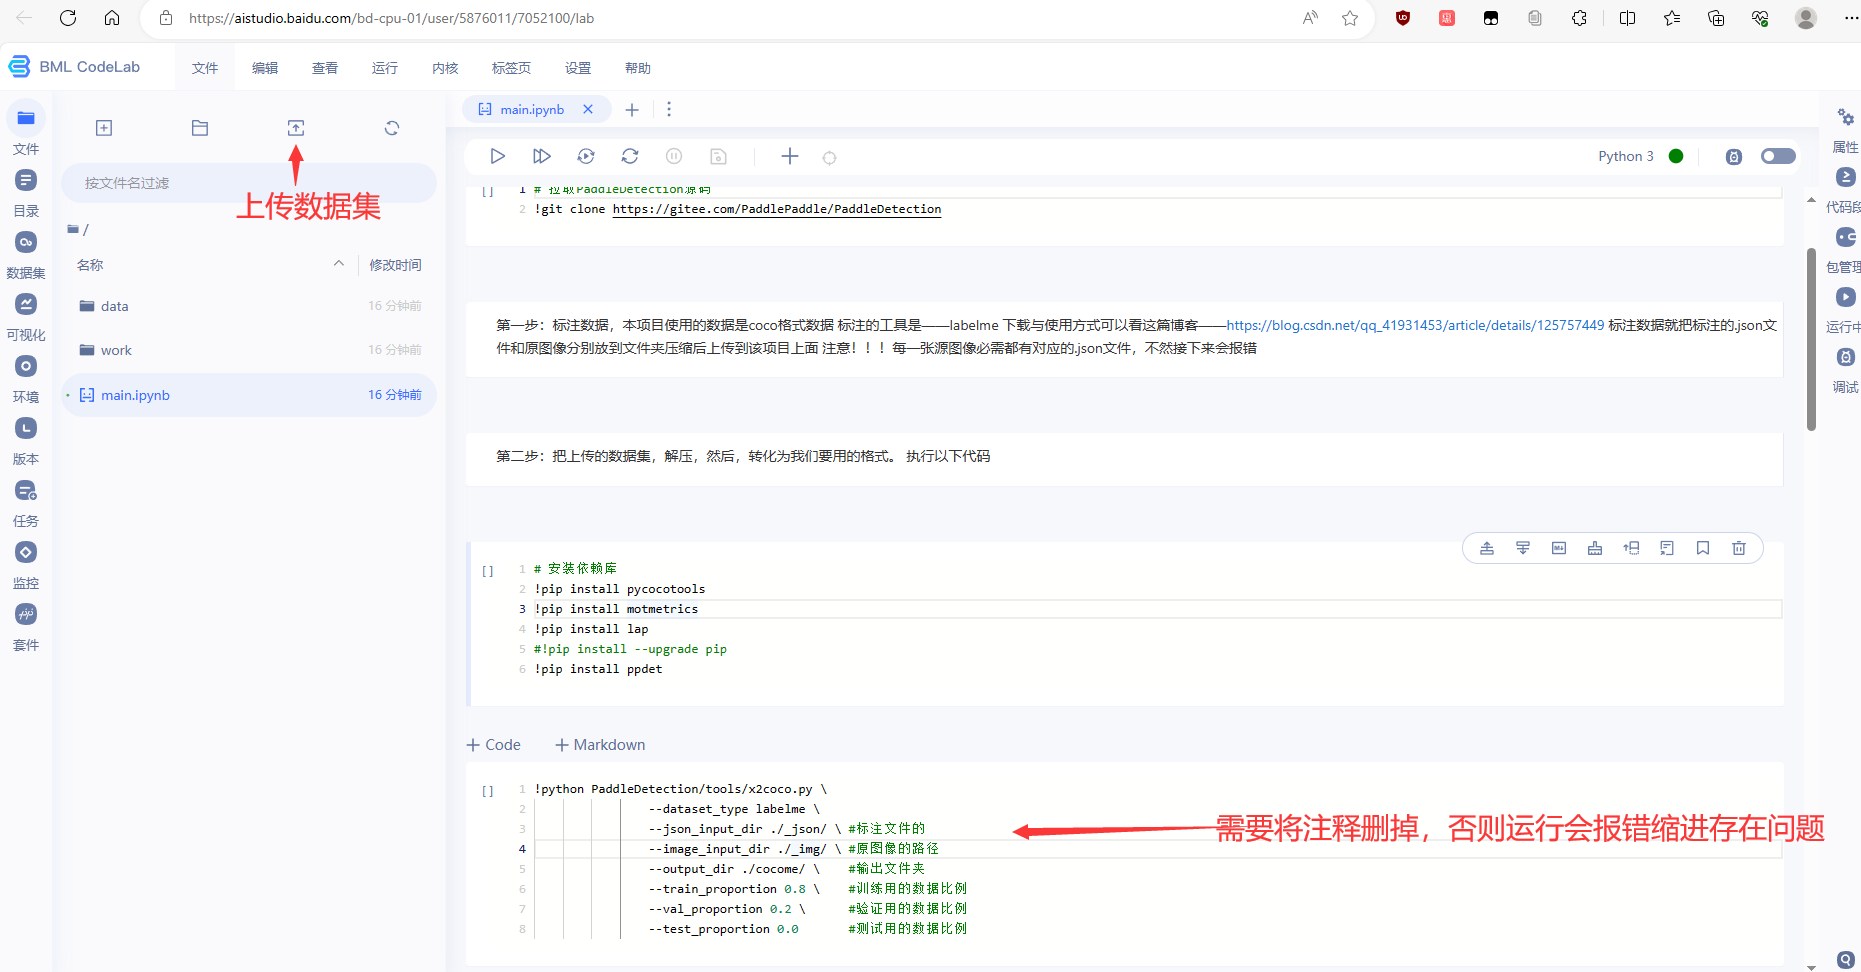 https://aistudio.baidu.com/bd-cpu-01/user/5876011/7052100/lab
BML CodeLab
文件 编辑 查看 运行 内核 标签页 设置 帮助
文件
目录
数据集
可视化
环境
版本
任务
监控
套件
按文件名过滤
上传数据集
/
名称 修改时间
data 16 分钟前
work 16 分钟前
main.ipynb 16 分钟前
main.ipynb
Python 3
[ ]
1 # 拉取PaddleDetection源码
2 !git clone https://gitee.com/PaddlePaddle/PaddleDetection
第一步：标注数据，本项目使用的数据是coco格式数据 标注的工具是——labelme 下载与使用方式可以看这篇博客——https://blog.csdn.net/qq_41931453/article/details/125757449 标注数据就把标注的.json文
件和原图像分别放到文件夹压缩后上传到该项目上面 注意！！！每一张源图像必需都有对应的.json文件，不然接下来会报错
第二步：把上传的数据集，解压，然后，转化为我们要用的格式。 执行以下代码
[ ]
1 # 安装依赖库
2 !pip install pycocotools
3 !pip install motmetrics
4 !pip install lap
5 #!pip install --upgrade pip
6 !pip install ppdet
+ Code + Markdown
[ ]
1 !python PaddleDetection/tools/x2coco.py \
2 --dataset_type labelme \
3 --json_input_dir ./_json/ \ #标注文件的
4 --image_input_dir ./_img/ \ #原图像的路径
5 --output_dir ./cocome/ \ #输出文件夹
6 --train_proportion 0.8 \ #训练用的数据比例
7 --val_proportion 0.2 \ #验证用的数据比例
8 --test_proportion 0.0 #测试用的数据比例
需要将注释删掉，否则运行会报错缩进存在问题
属性
代码段
包管理
运行中
调试